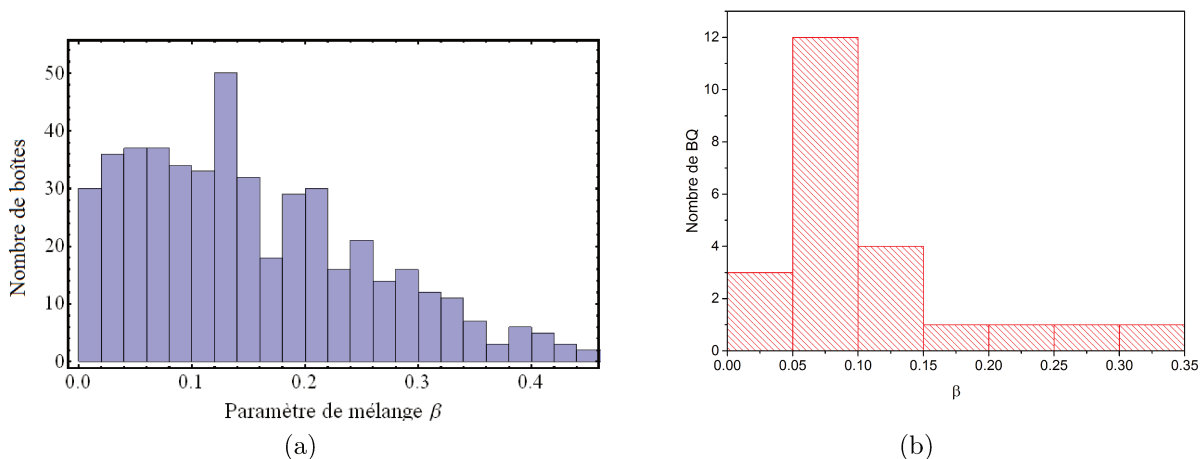 50
40
30
20
10
0
Nombre de boîtes
0.0 0.1 0.2 0.3 0.4
Paramètre de mélange β
(a)
12
10
8
6
4
2
0
Nombre de BQ
0.00 0.05 0.10 0.15 0.20 0.25 0.30 0.35
β
(b)